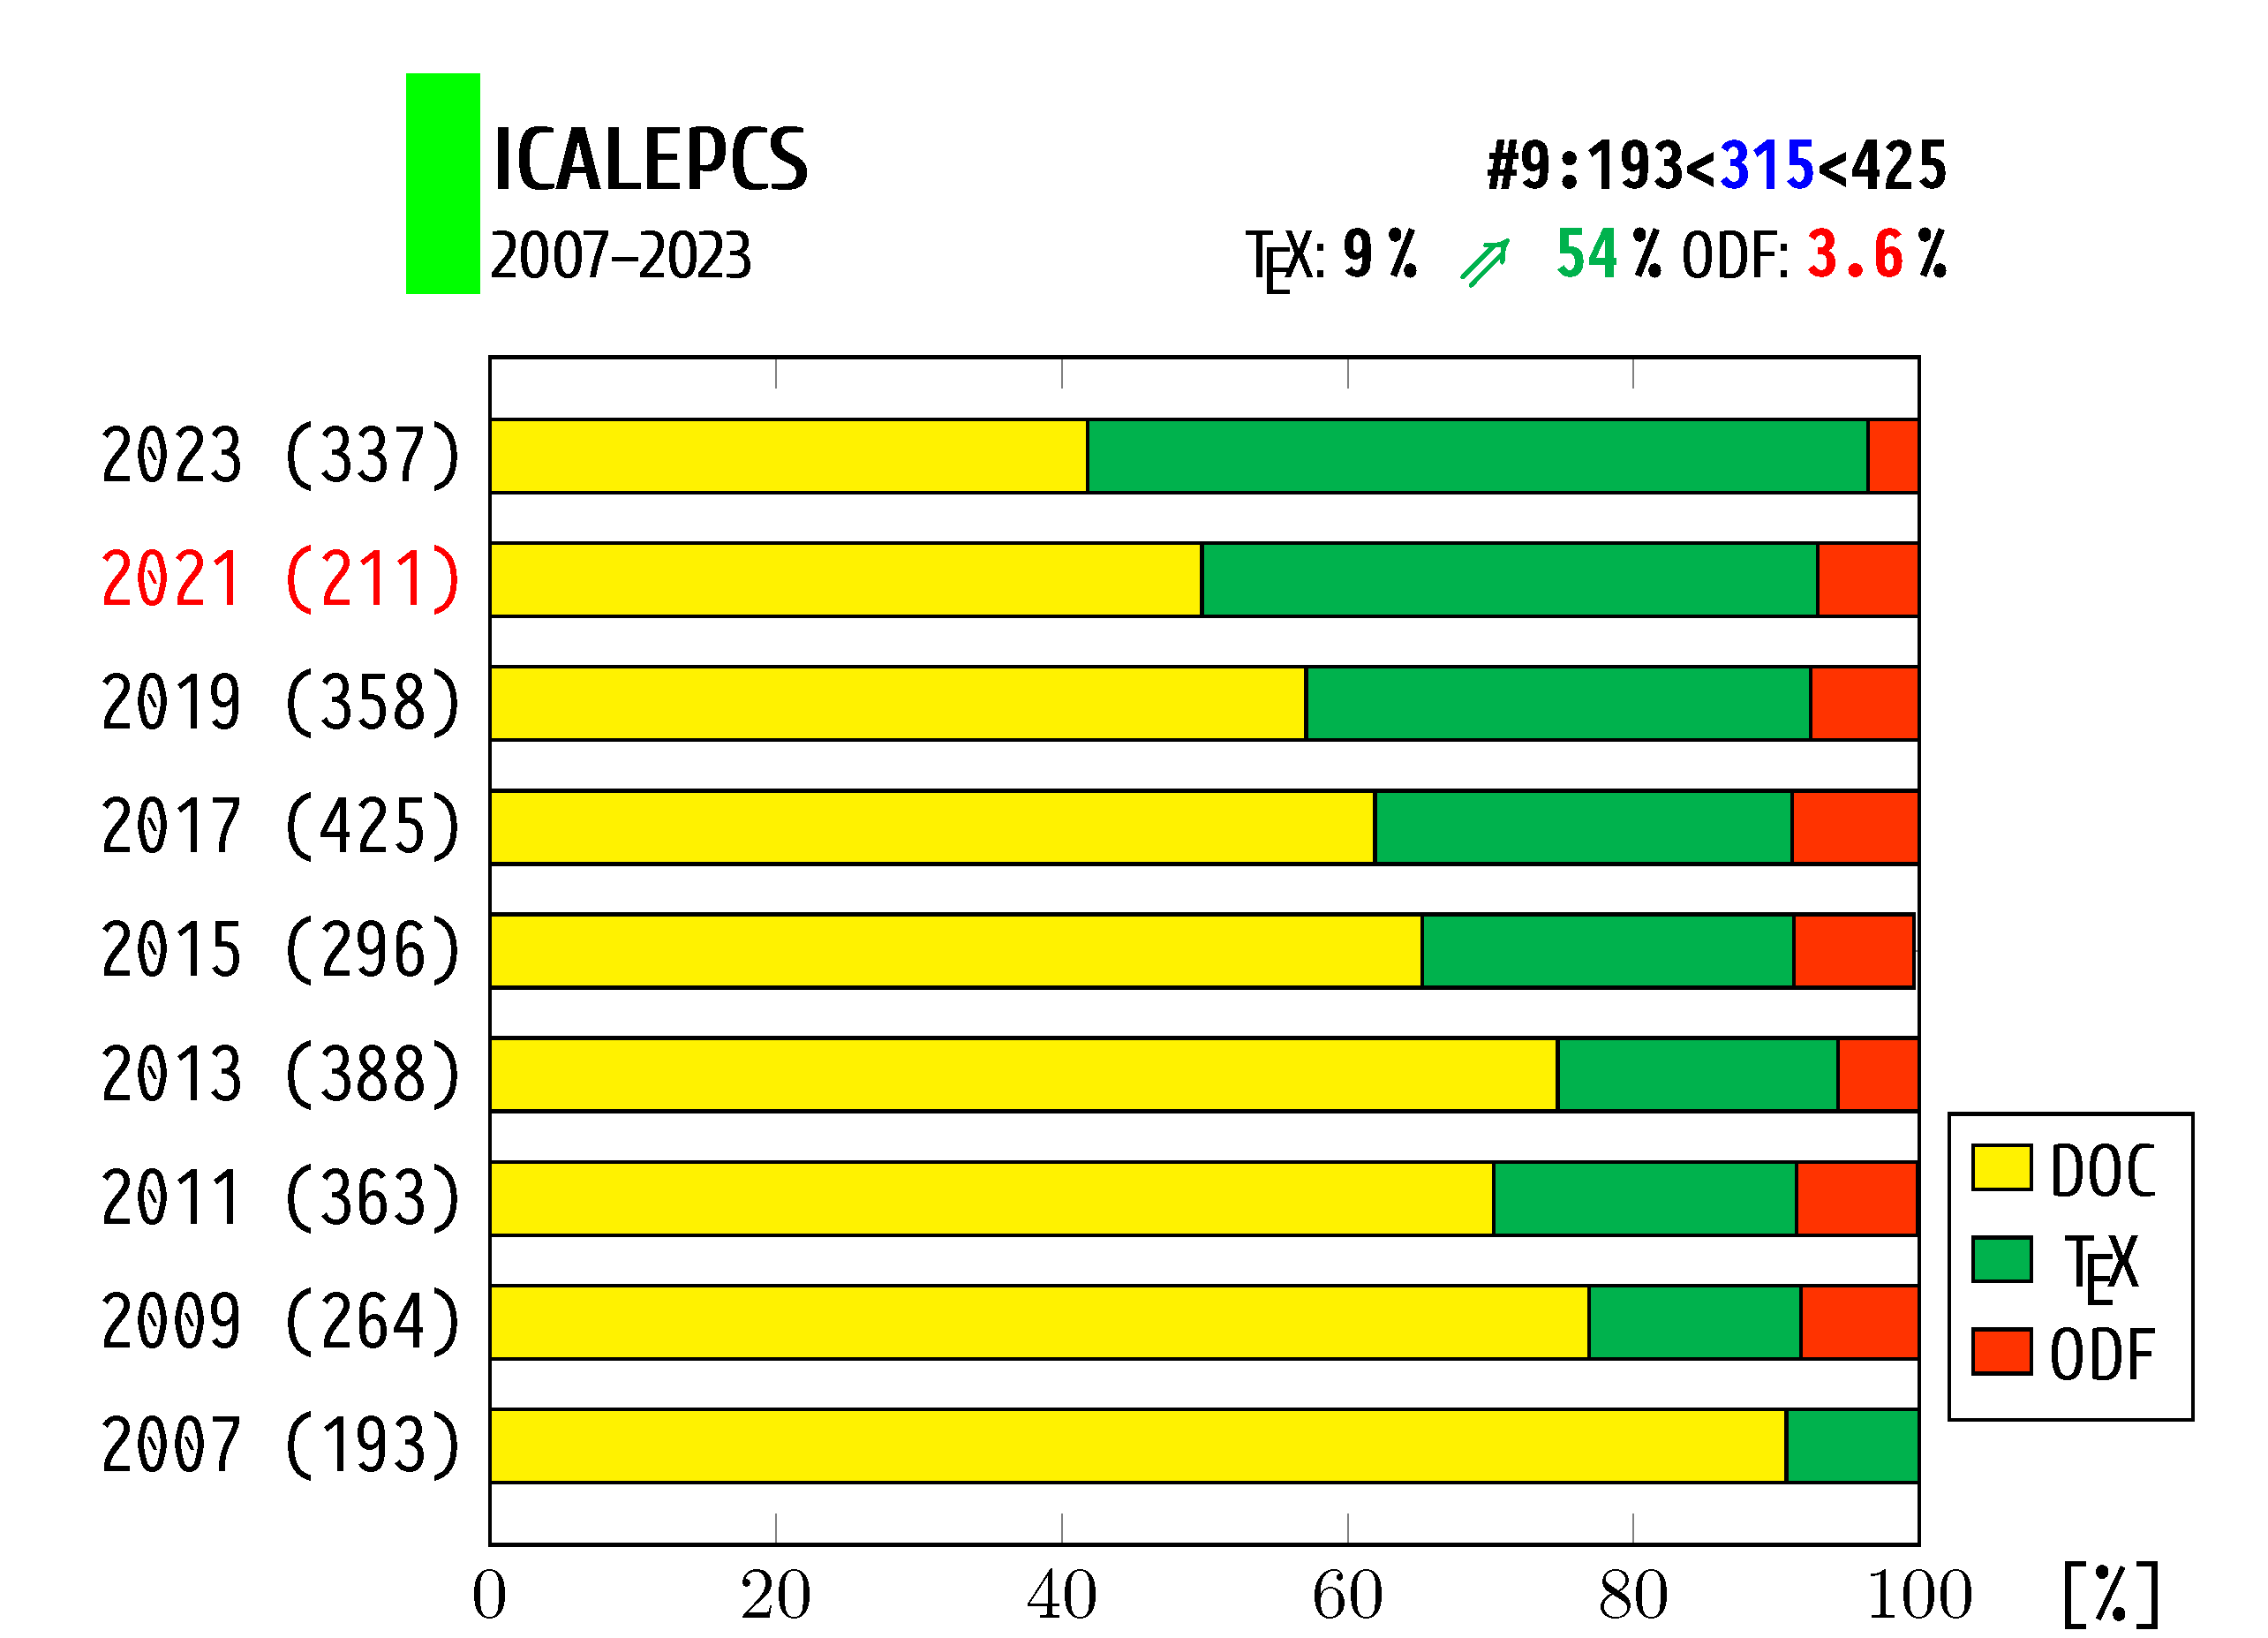 ICALEPCS
#9:193<315<425
2007–2023
TEX: 9% ⇗ 54% ODF: 3.6%
2023 (337)
2021 (211)
2019 (358)
2017 (425)
2015 (296)
2013 (388)
2011 (363)
2009 (264)
2007 (193)
DOC
TEX
ODF
0 20 40 60 80 100 [%]